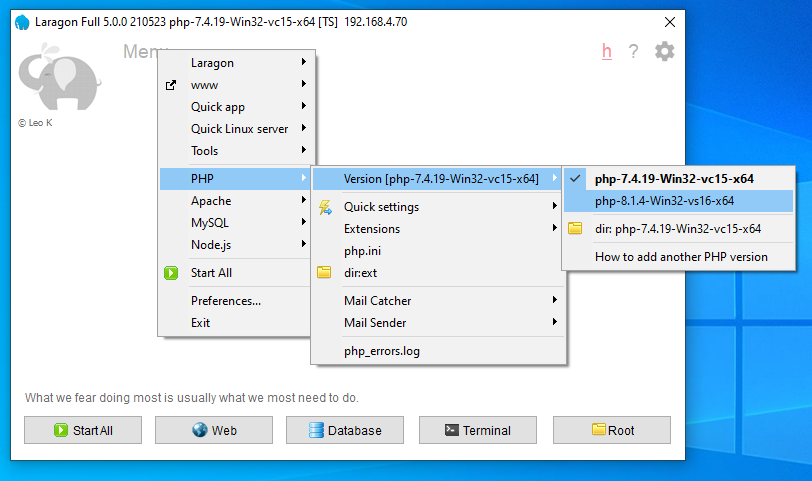 Laragon Full 5.0.0 210523 php-7.4.19-Win32-vc15-x64 [TS] 192.168.4.70
Menu
h ?
© Leo K
Laragon
www
Quick app
Quick Linux server
Tools
PHP
Apache
MySQL
Node.js
Start All
Preferences...
Exit
Version [php-7.4.19-Win32-vc15-x64]
Quick settings
Extensions
php.ini
dir:ext
Mail Catcher
Mail Sender
php_errors.log
php-7.4.19-Win32-vc15-x64
php-8.1.4-Win32-vs16-x64
dir: php-7.4.19-Win32-vc15-x64
How to add another PHP version
What we fear doing most is usually what we most need to do.
Start All
Web
Database
Terminal
Root